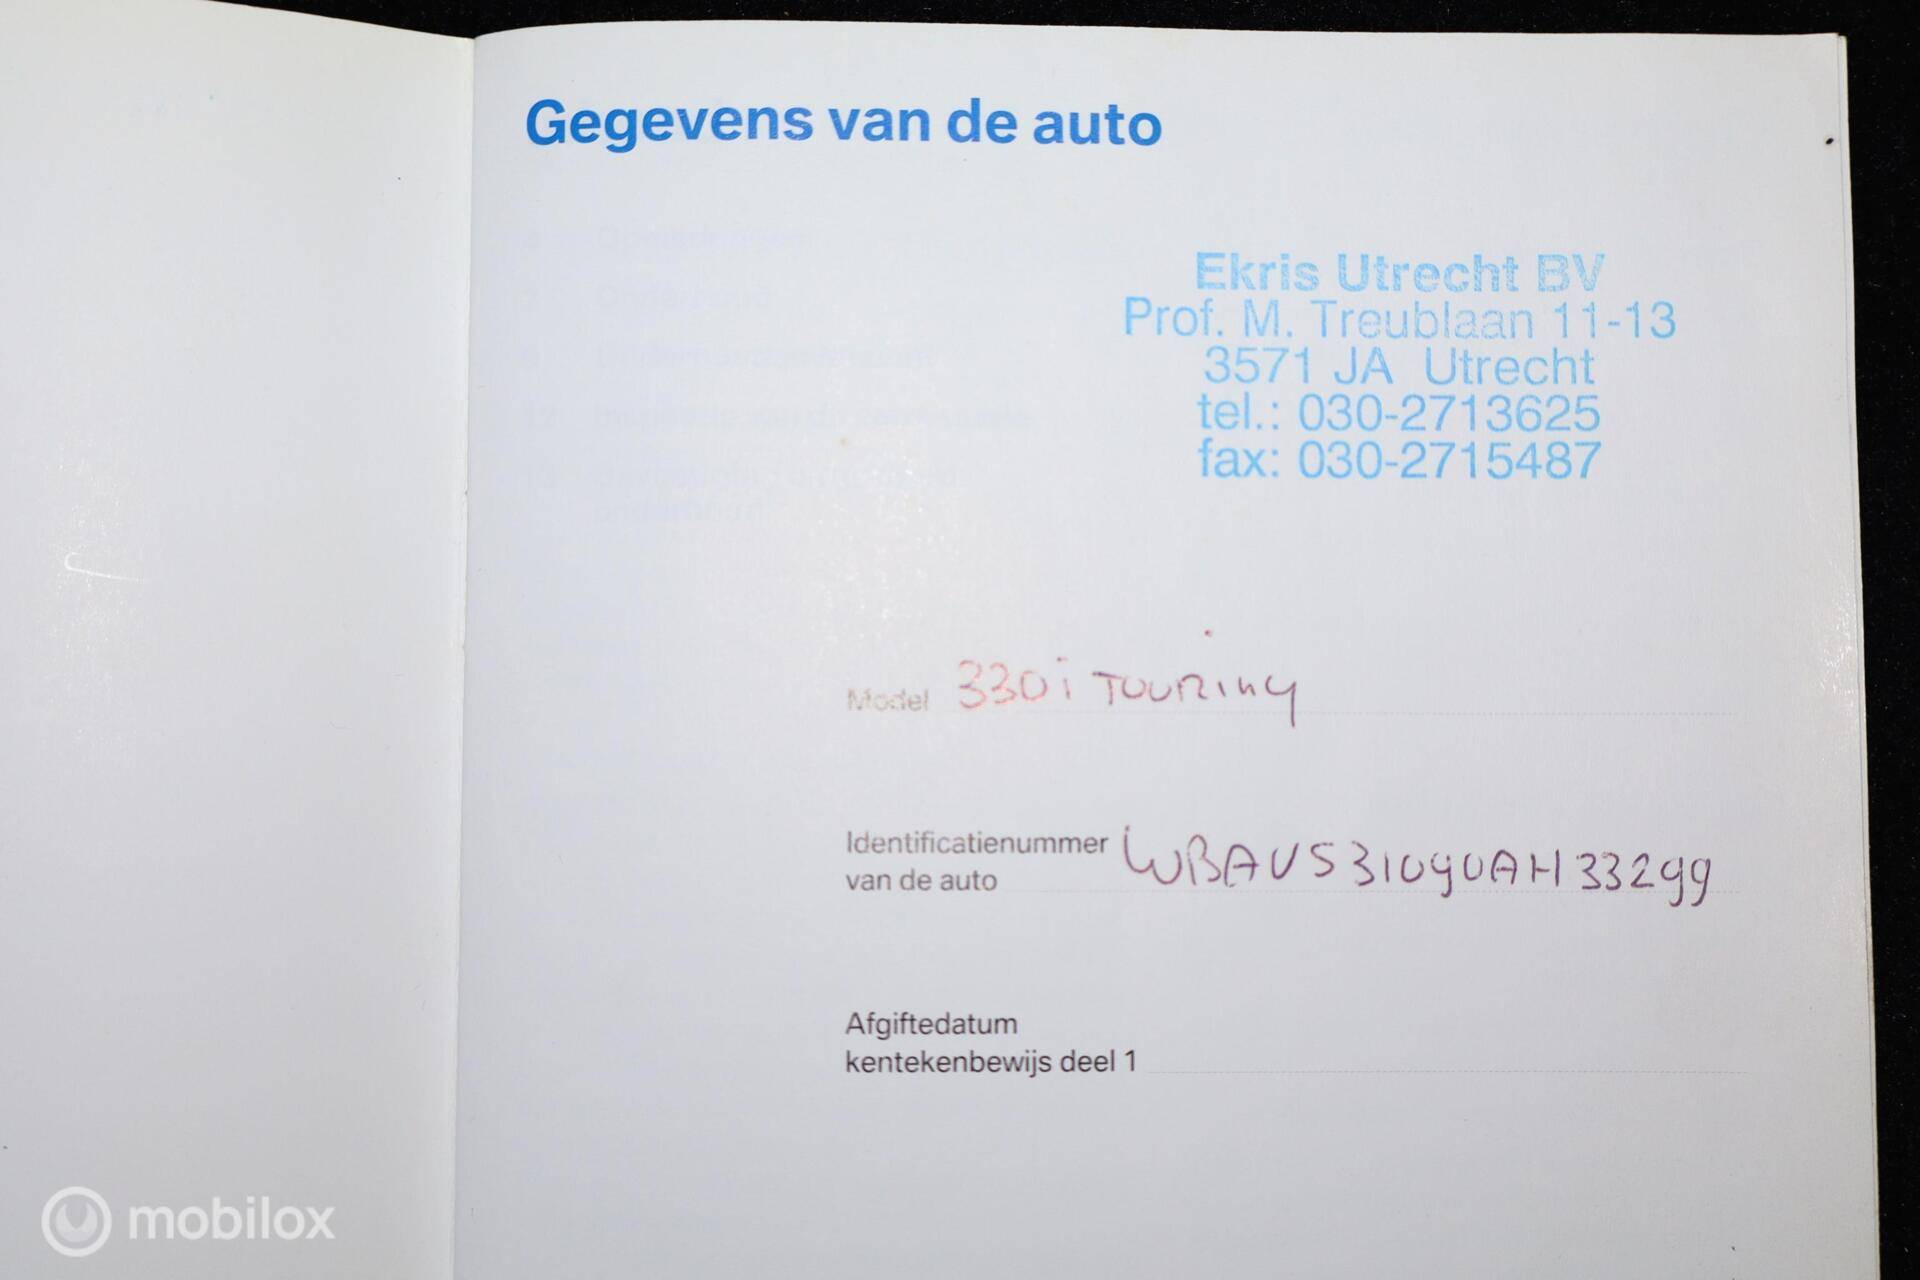 Gegevens van de auto
Ekris Utrecht BV
Prof. M. Treublaan 11-13
3571 JA Utrecht
tel.: 030-2713625
fax: 030-2715487
Model 330i TOURING
Identificatienummer WBAVS31090AH33299
van de auto
Afgiftedatum
kentekenbewijs deel 1
mobilox